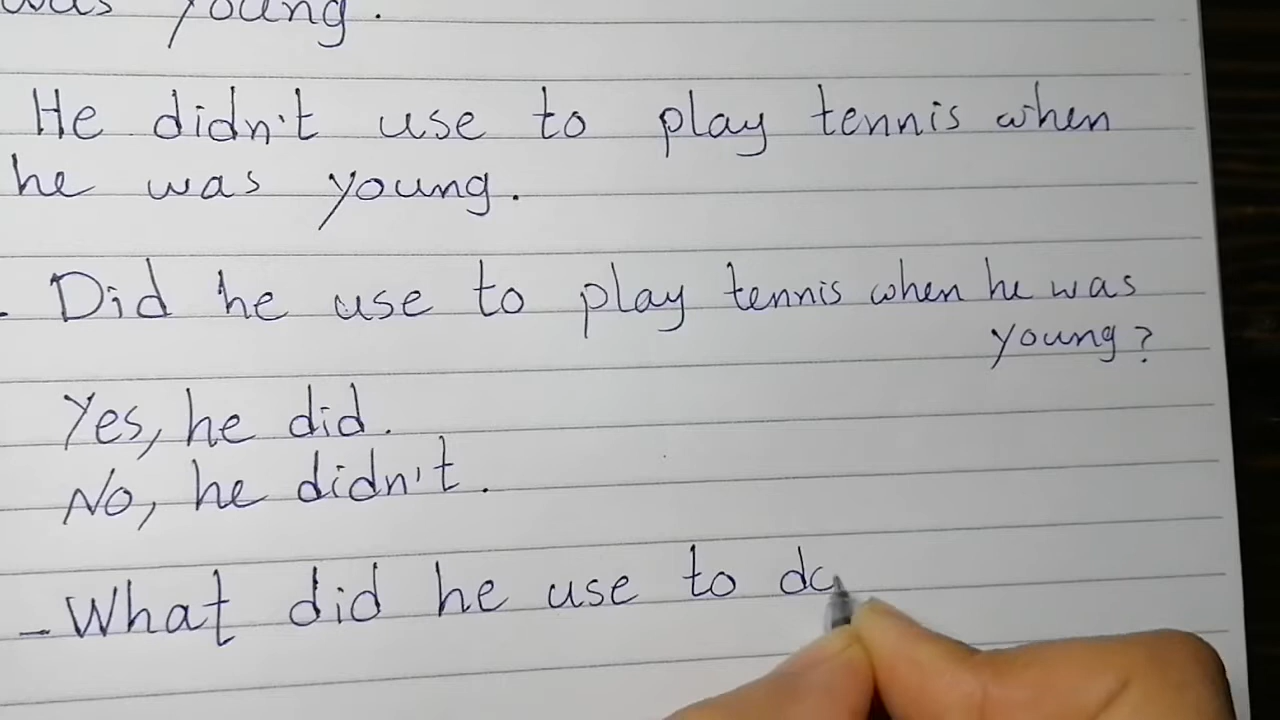 was young.
He didn't use to play tennis when
he was young.
- Did he use to play tennis when he was
young?
Yes, he did.
No, he didn't.
- What did he use to